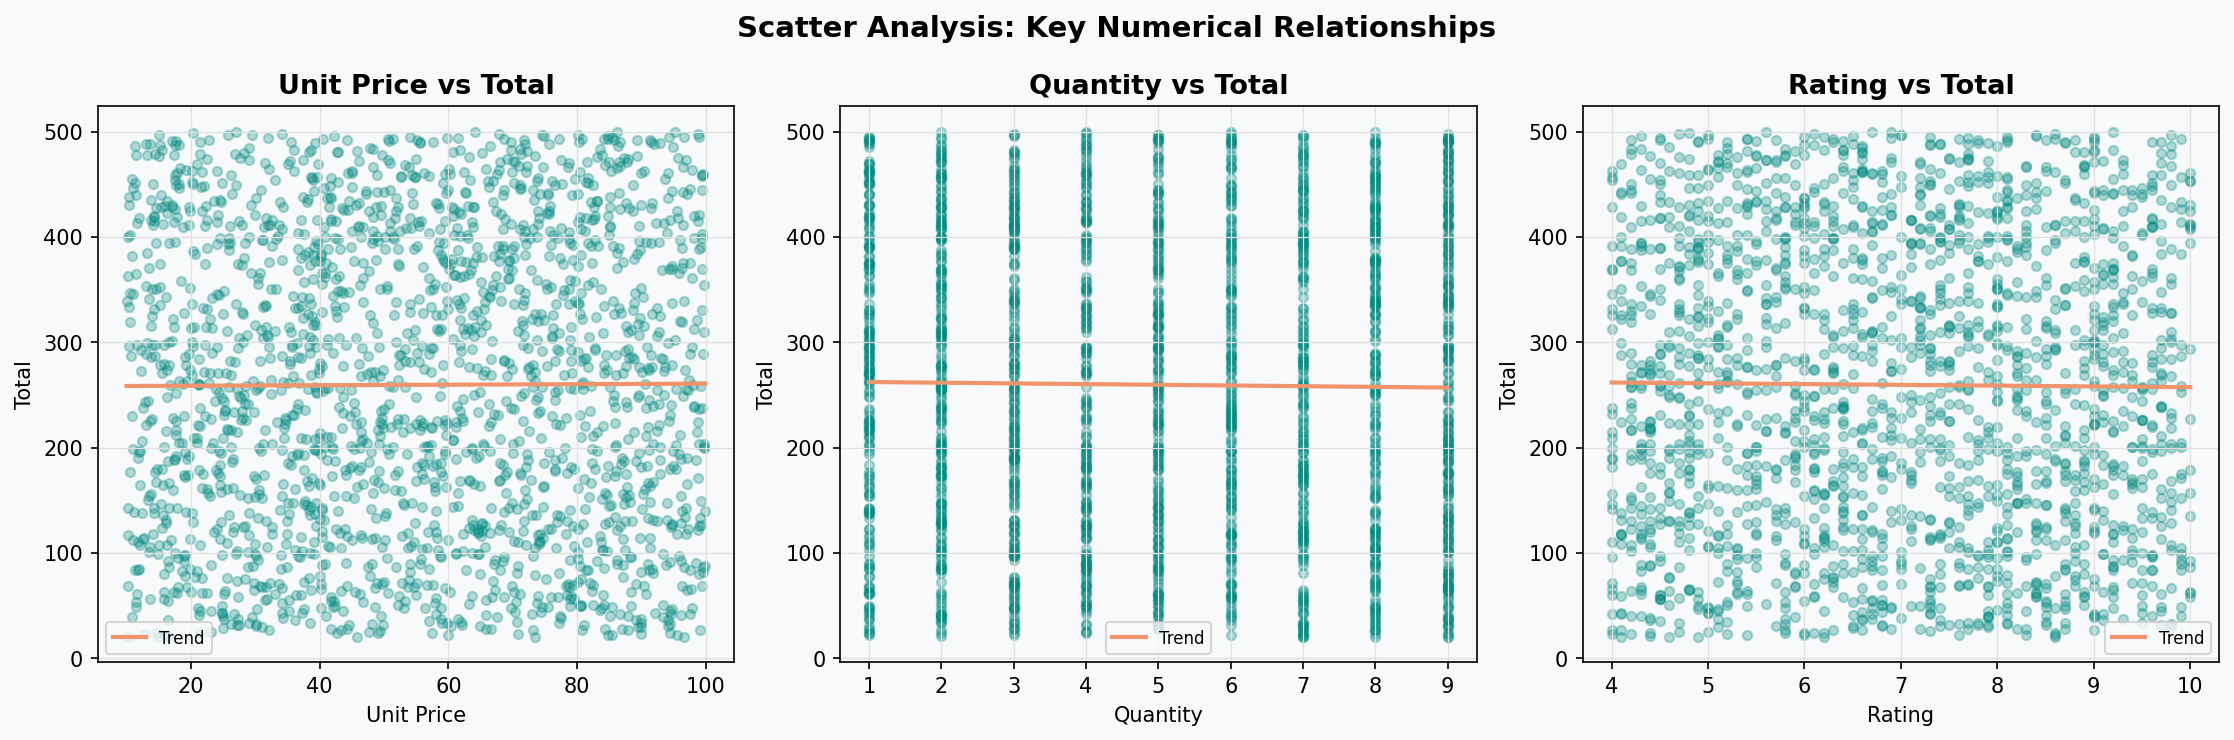 Scatter Analysis: Key Numerical Relationships
Unit Price vs Total
Total
500
400
300
200
100
0
Trend
20 40 60 80 100
Unit Price
Quantity vs Total
Total
500
400
300
200
100
0
Trend
1 2 3 4 5 6 7 8 9
Quantity
Rating vs Total
Total
500
400
300
200
100
0
Trend
4 5 6 7 8 9 10
Rating